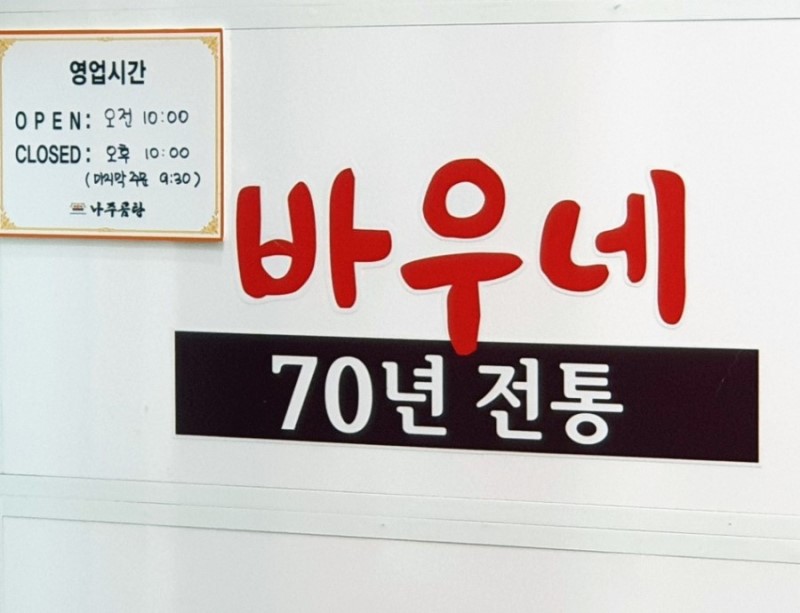 영업시간
OPEN: 오전 10:00
CLOSED: 오후 10:00
(마지막 주문 9:30)
나주곰탕
바우네
70년 전통